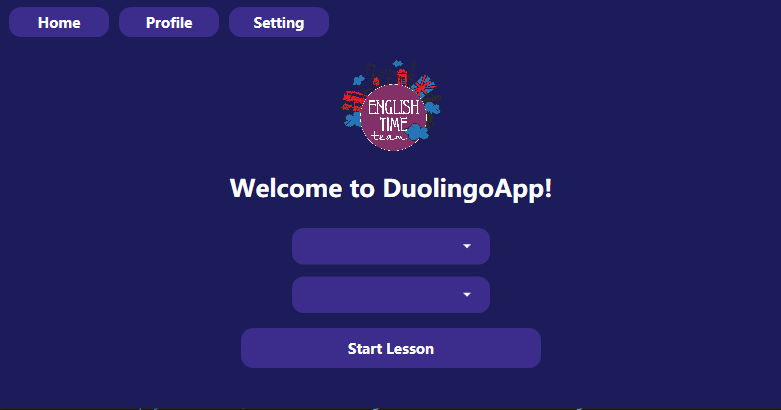 Home Profile Setting
ENGLISH
TIME
team
Welcome to DuolingoApp!
Start Lesson